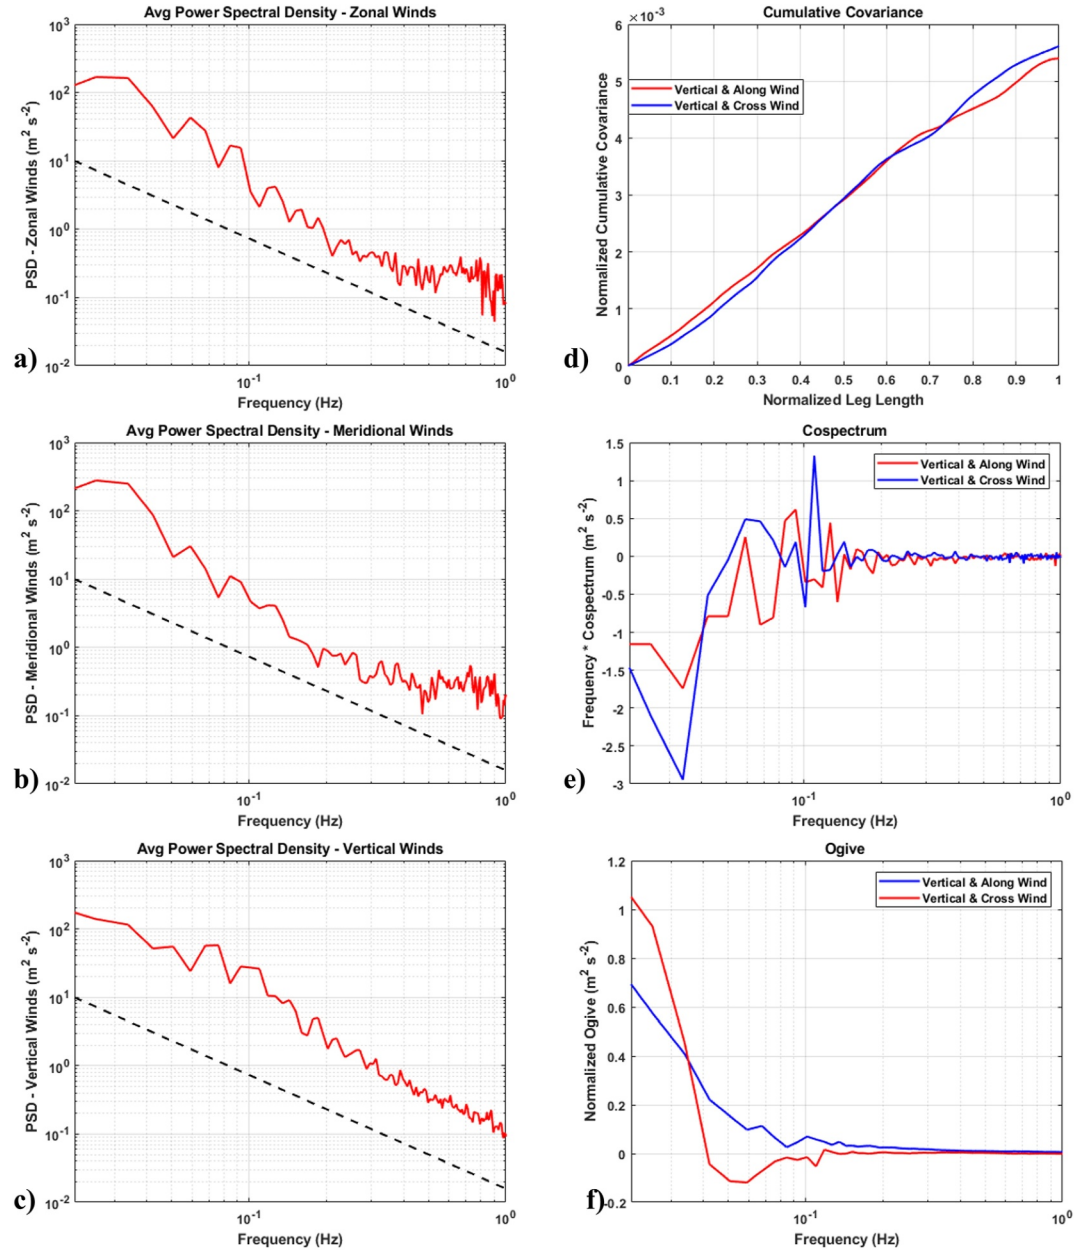 Avg Power Spectral Density - Zonal Winds
10³
10²
10¹
10⁰
10⁻¹
10⁻²
PSD - Zonal Winds (m² s⁻²)
10⁻¹
10⁰
Frequency (Hz)
a)
Cumulative Covariance
×10⁻³
6
5
4
3
2
1
0
Normalized Cumulative Covariance
Vertical & Along Wind
Vertical & Cross Wind
0 0.1 0.2 0.3 0.4 0.5 0.6 0.7 0.8 0.9 1
Normalized Leg Length
d)
Avg Power Spectral Density - Meridional Winds
10³
10²
10¹
10⁰
10⁻¹
10⁻²
PSD - Meridional Winds (m² s⁻²)
10⁻¹
10⁰
Frequency (Hz)
b)
Cospectrum
1.5
1
0.5
0
-0.5
-1
-1.5
-2
-2.5
-3
Frequency * Cospectrum (m² s⁻²)
Vertical & Along Wind
Vertical & Cross Wind
10⁻¹
10⁰
Frequency (Hz)
e)
Avg Power Spectral Density - Vertical Winds
10³
10²
10¹
10⁰
10⁻¹
10⁻²
PSD - Vertical Winds (m² s⁻²)
10⁻¹
10⁰
Frequency (Hz)
c)
Ogive
1.2
1
0.8
0.6
0.4
0.2
0
-0.2
Normalized Ogive (m² s⁻²)
Vertical & Along Wind
Vertical & Cross Wind
10⁻¹
10⁰
Frequency (Hz)
f)